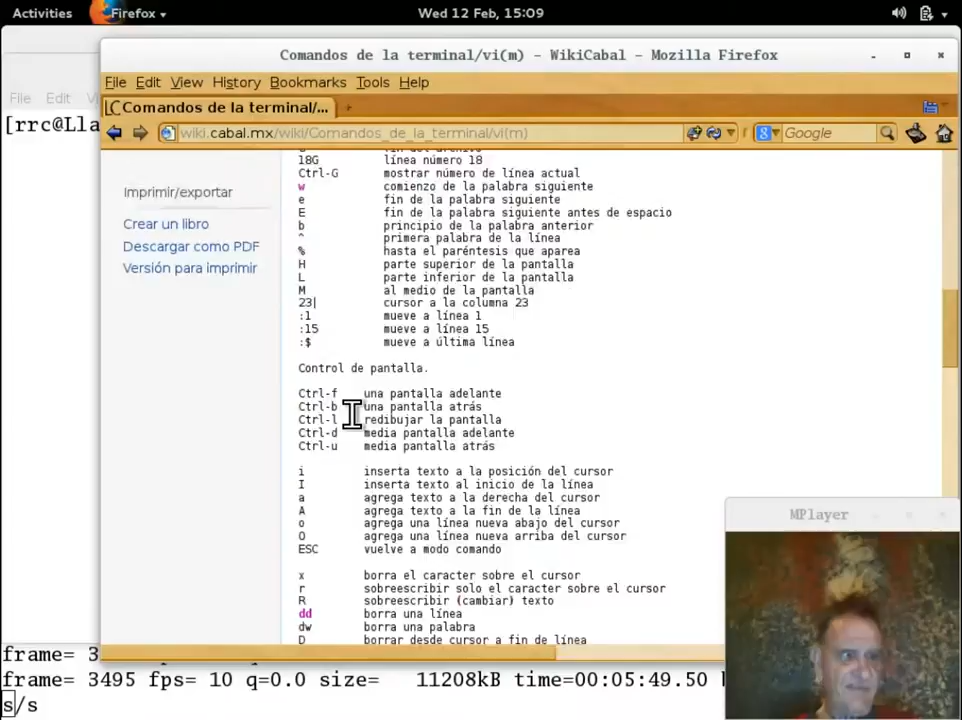 Activities Firefox Wed 12 Feb, 15:09
Comandos de la terminal/vi(m) - WikiCabal - Mozilla Firefox
File Edit View History Bookmarks Tools Help
File Edit
Comandos de la terminal/...
[rrc@Lla
wiki.cabal.mx/wiki/Comandos_de_la_terminal/vi(m) Google
fin del archivo
18G línea número 18
Ctrl-G mostrar número de línea actual
w comienzo de la palabra siguiente
e fin de la palabra siguiente
E fin de la palabra siguiente antes de espacio
b principio de la palabra anterior
^ primera palabra de la línea
% hasta el paréntesis que aparea
H parte superior de la pantalla
L parte inferior de la pantalla
M al medio de la pantalla
23| cursor a la columna 23
:1 mueve a línea 1
:15 mueve a línea 15
:$ mueve a última línea
Imprimir/exportar
Crear un libro
Descargar como PDF
Versión para imprimir
Control de pantalla.
Ctrl-f una pantalla adelante
Ctrl-b una pantalla atrás
Ctrl-l redibujar la pantalla
Ctrl-d media pantalla adelante
Ctrl-u media pantalla atrás
i inserta texto a la posición del cursor
I inserta texto al inicio de la línea
a agrega texto a la derecha del cursor
A agrega texto a la fin de la línea
o agrega una línea nueva abajo del cursor
O agrega una línea nueva arriba del cursor
ESC vuelve a modo comando
x borra el caracter sobre el cursor
r sobreescribir solo el caracter sobre el cursor
R sobreescribir (cambiar) texto
dd borra una línea
dw borra una palabra
D borrar desde cursor a fin de línea
MPlayer
frame= 3
frame= 3495 fps= 10 q=0.0 size= 11208kB time=00:05:49.50
s/s